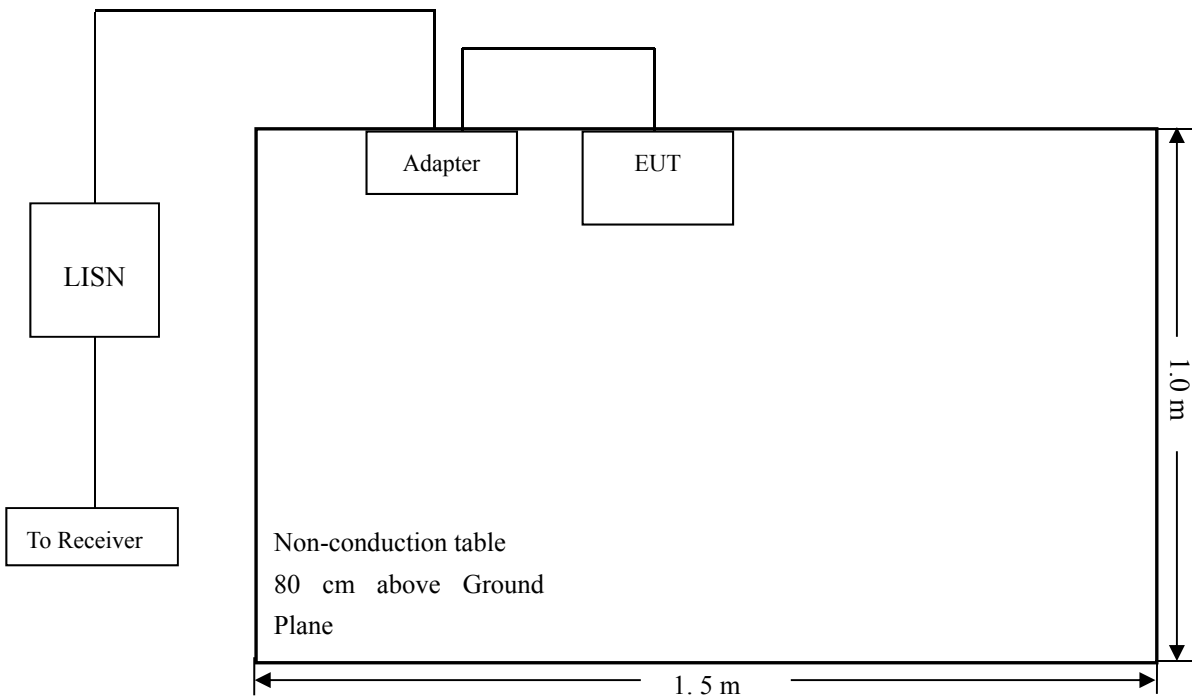 Adapter
EUT
LISN
To Receiver
Non-conduction table
80 cm above Ground
Plane
1.0 m
1. 5 m